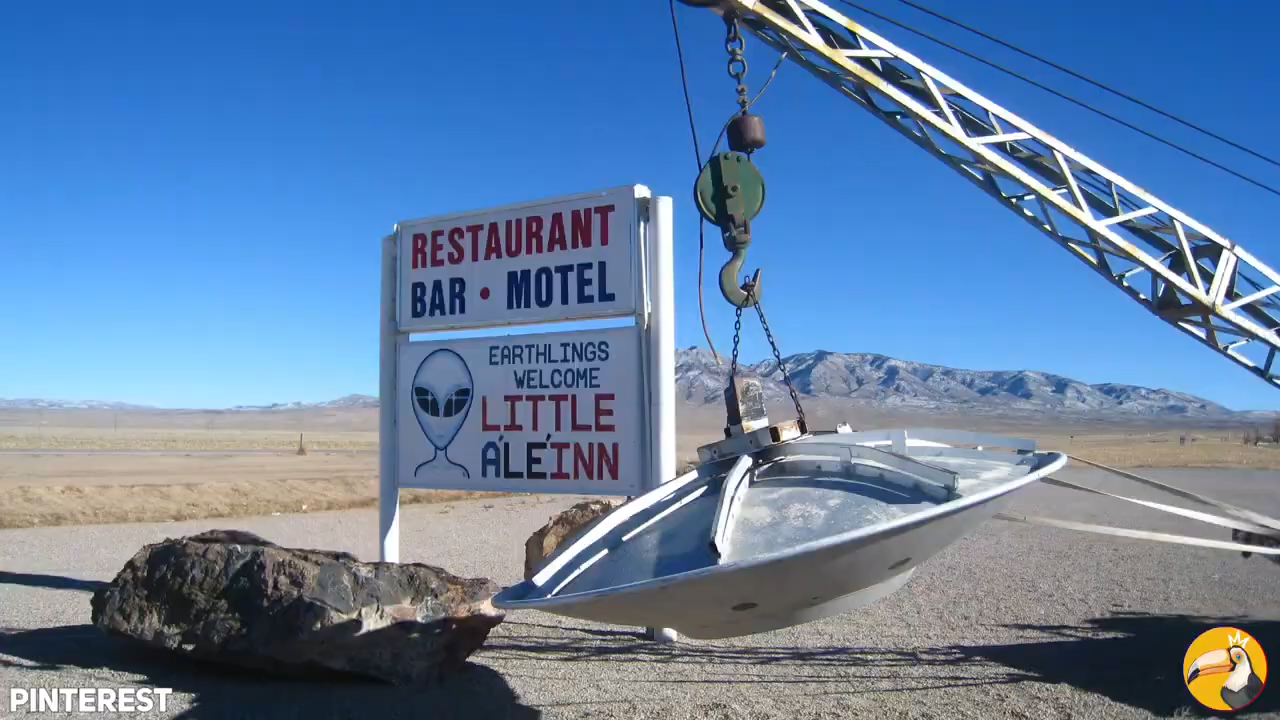 RESTAURANT
BAR • MOTEL
EARTHLINGS
WELCOME
LITTLE
A'LE'INN
PINTEREST